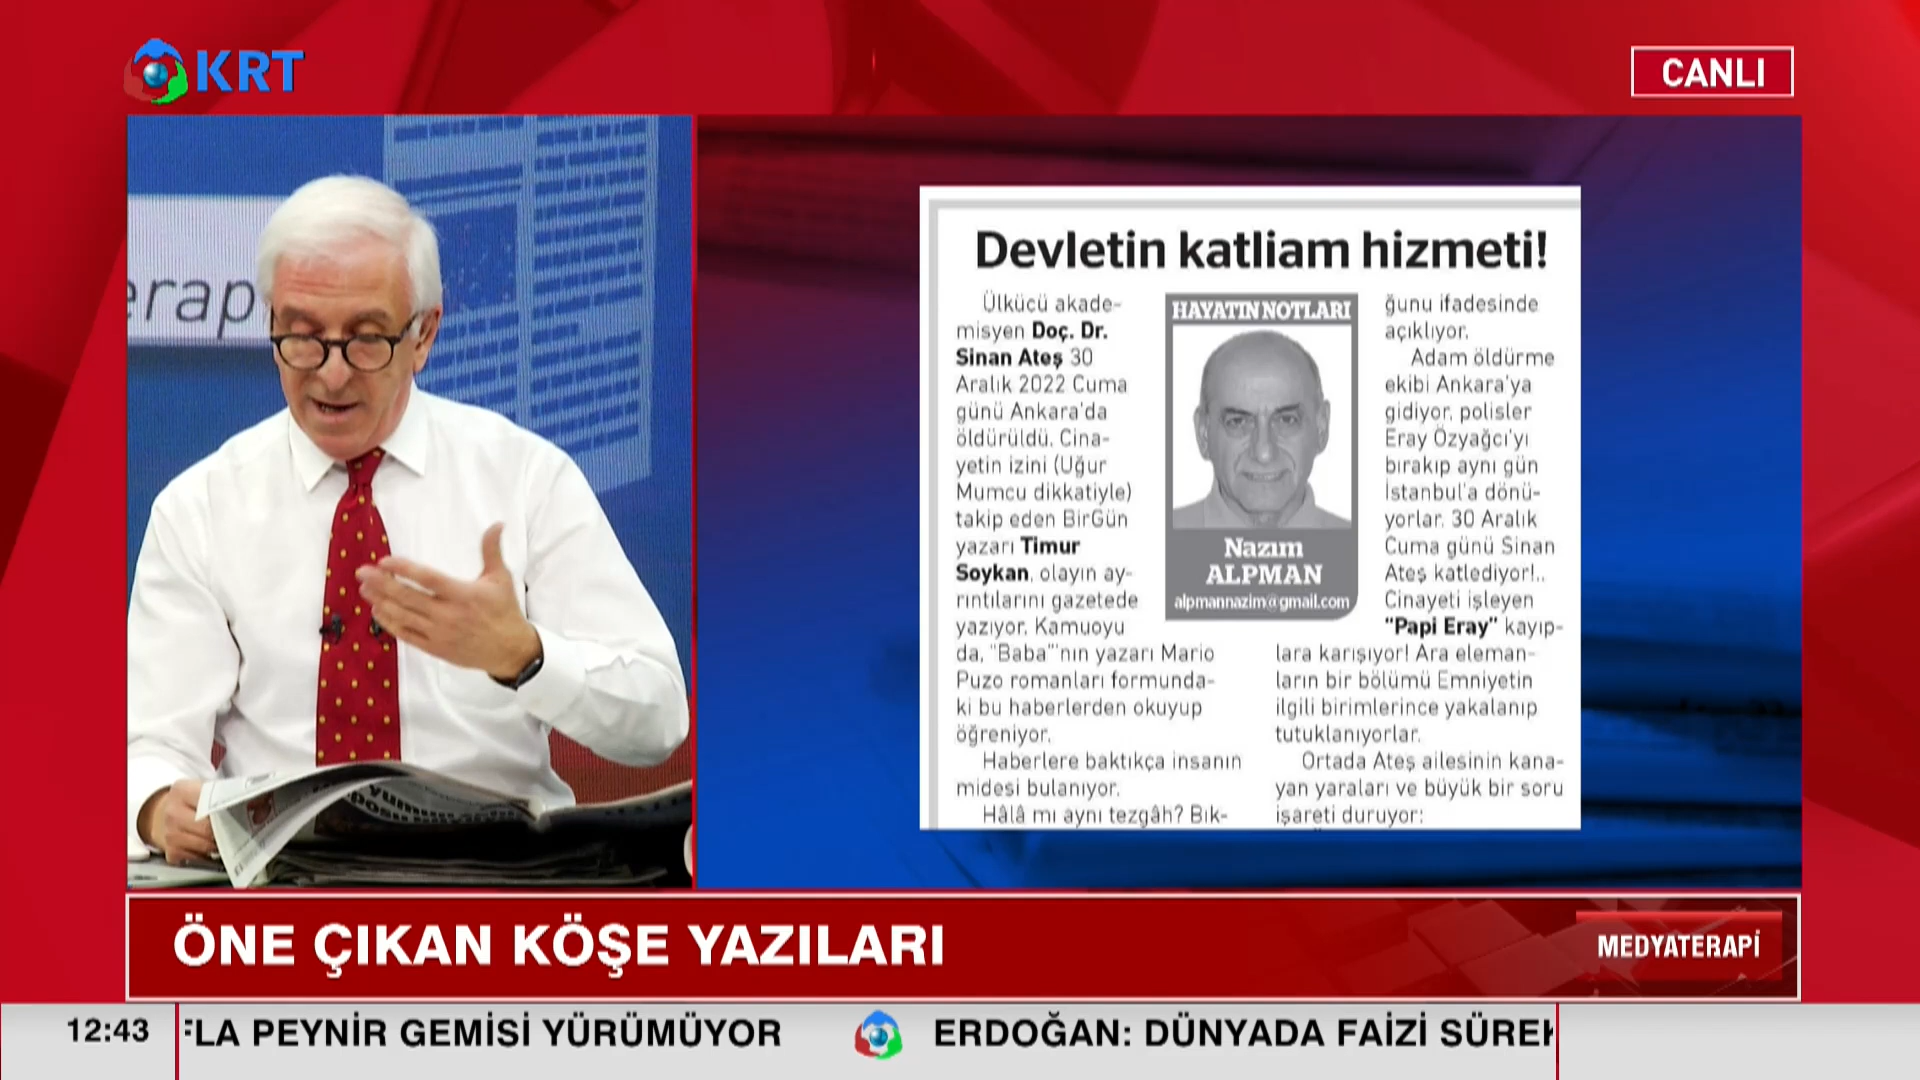 KRT
CANLI
erap
Devletin katliam hizmeti!
Ülkücü akade-
misyen Doç. Dr.
Sinan Ateş 30
Aralık 2022 Cuma
günü Ankara'da
öldürüldü. Cina-
yetin izini (Uğur
Mumcu dikkatiyle)
takip eden BirGün
yazarı Timur
Soykan, olayın ay-
rıntılarını gazetede
yazıyor. Kamuoyu
da, "Baba"'nın yazarı Mario
Puzo romanları formunda-
ki bu haberlerden okuyup
öğreniyor.
Haberlere baktıkça insanın
midesi bulanıyor.
Hâlâ mı aynı tezgâh? Bık-
HAYATIN NOTLARI
Nazım
ALPMAN
alpmannazim@gmail.com
ğunu ifadesinde
açıklıyor.
Adam öldürme
ekibi Ankara'ya
gidiyor, polisler
Eray Özyağcı'yı
bırakıp aynı gün
İstanbul'a dönü-
yorlar. 30 Aralık
Cuma günü Sinan
Ateş katlediyor!..
Cinayeti işleyen
"Papi Eray" kayıp-
lara karışıyor! Ara eleman-
ların bir bölümü Emniyetin
ilgili birimlerince yakalanıp
tutuklanıyorlar.
Ortada Ateş ailesinin kana-
yan yaraları ve büyük bir soru
işareti duruyor:
ÖNE ÇIKAN KÖŞE YAZILARI
MEDYATERAPİ
12:43
FLA PEYNİR GEMİSİ YÜRÜMÜYOR
ERDOĞAN: DÜNYADA FAİZİ SÜREK